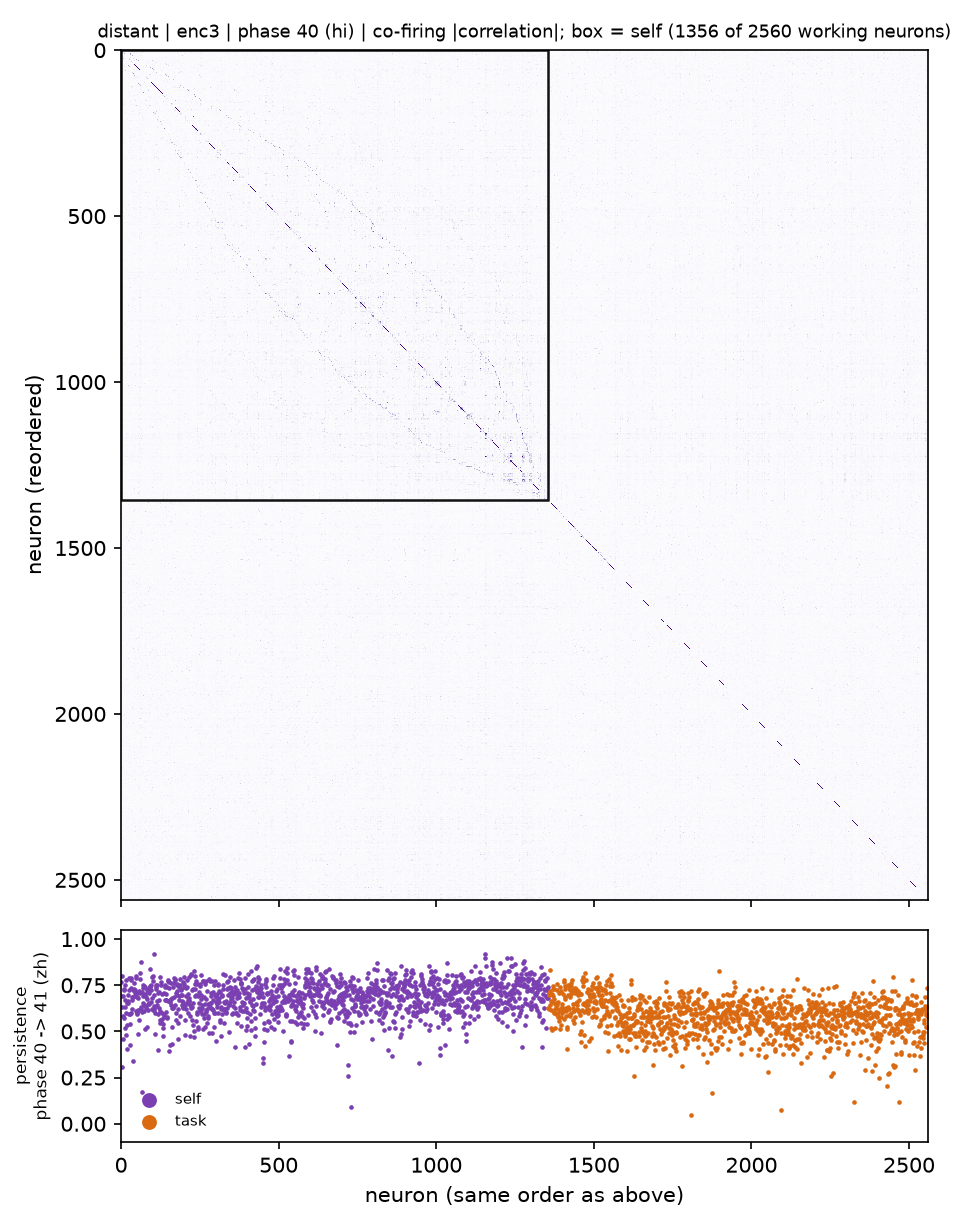 distant | enc3 | phase 40 (hi) | co-firing |correlation|; box = self (1356 of 2560 working neurons)
0
500
1000
1500
2000
2500
neuron (reordered)
1.00
0.75
0.50
0.25
0.00
persistence
phase 40 -> 41 (zh)
self
task
0
500
1000
1500
2000
2500
neuron (same order as above)